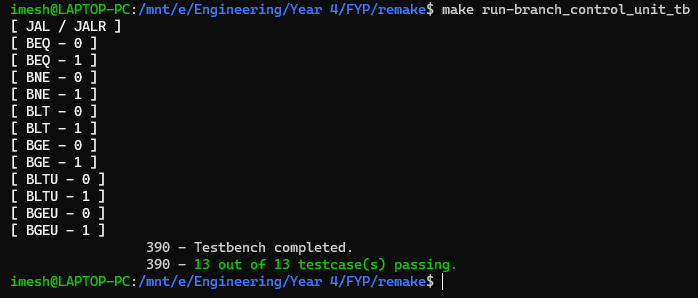 imesh@LAPTOP-PC:/mnt/e/Engineering/Year 4/FYP/remake$ make run-branch_control_unit_tb
[ JAL / JALR ]
[ BEQ - 0 ]
[ BEQ - 1 ]
[ BNE - 0 ]
[ BNE - 1 ]
[ BLT - 0 ]
[ BLT - 1 ]
[ BGE - 0 ]
[ BGE - 1 ]
[ BLTU - 0 ]
[ BLTU - 1 ]
[ BGEU - 0 ]
[ BGEU - 1 ]
390 - Testbench completed.
390 - 13 out of 13 testcase(s) passing.
imesh@LAPTOP-PC:/mnt/e/Engineering/Year 4/FYP/remake$